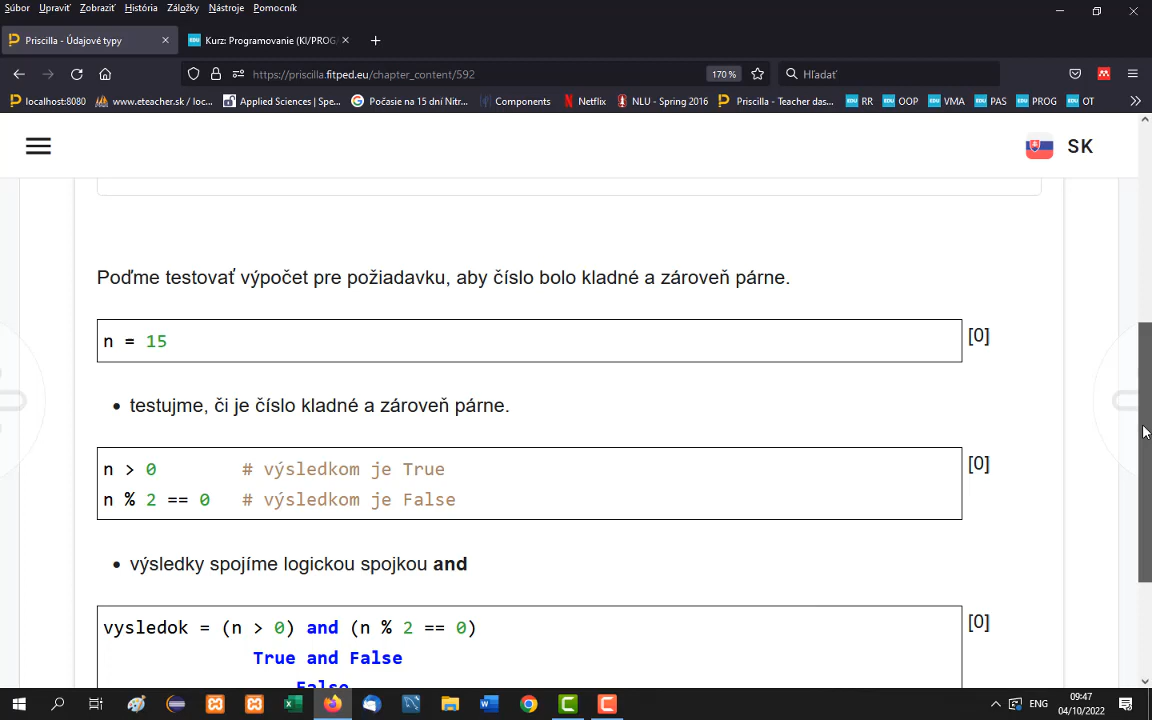 Súbor Upraviť Zobraziť História Záložky Nástroje Pomocník
Priscilla - Údajové typy
Kurz: Programovanie (KI/PROG/
https://priscilla.fitped.eu/chapter_content/592
170 %
Hľadať
localhost:8080 www.eteacher.sk / loc... Applied Sciences | Spe... Počasie na 15 dní Nitr... Components Netflix NLU - Spring 2016 Priscilla - Teacher das... RR OOP VMA PAS PROG OT
SK
Poďme testovať výpočet pre požiadavku, aby číslo bolo kladné a zároveň párne.
n = 15 [0]
• testujme, či je číslo kladné a zároveň párne.
n > 0 # výsledkom je True [0]
n % 2 == 0 # výsledkom je False
• výsledky spojíme logickou spojkou and
vysledok = (n > 0) and (n % 2 == 0) [0]
True and False
False
ENG
09:47
04/10/2022